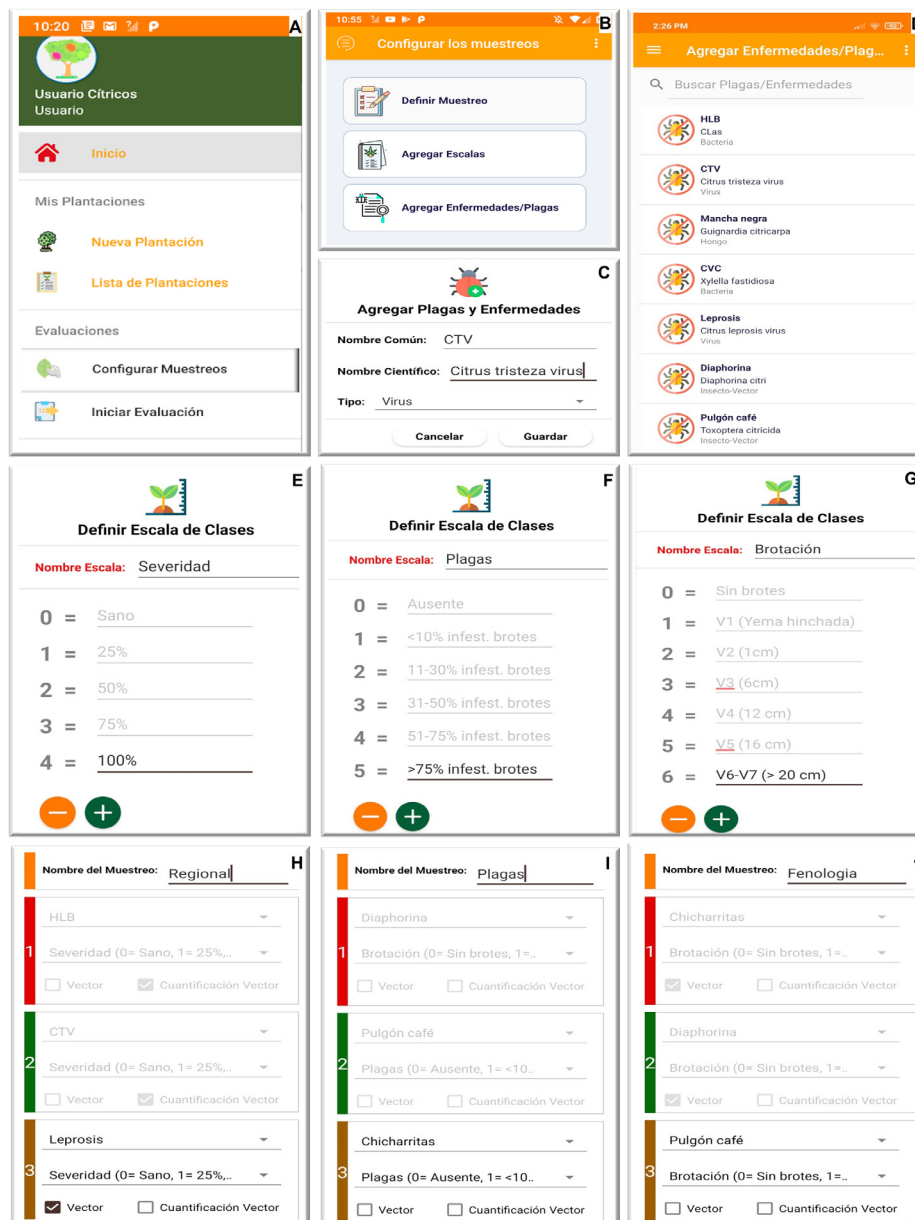 10:20
A
Usuario Cítricos
Usuario
Inicio
Mis Plantaciones
Nueva Plantación
Lista de Plantaciones
Evaluaciones
Configurar Muestreos
Iniciar Evaluación
10:55
B
Configurar los muestreos
Definir Muestreo
Agregar Escalas
Agregar Enfermedades/Plagas
C
Agregar Plagas y Enfermedades
Nombre Común: CTV
Nombre Científico: Citrus tristeza virus
Tipo: Virus
Cancelar Guardar
2:26 PM
Agregar Enfermedades/Plag...
Buscar Plagas/Enfermedades
HLB
CLas
Bacteria
CTV
Citrus tristeza virus
Virus
Mancha negra
Guignardia citricarpa
Hongo
CVC
Xylella fastidiosa
Bacteria
Leprosis
Citrus leprosis virus
Virus
Diaphorina
Diaphorina citri
Insecto-Vector
Pulgón café
Toxoptera citricida
Insecto-Vector
E
Definir Escala de Clases
Nombre Escala: Severidad
0 = Sano
1 = 25%
2 = 50%
3 = 75%
4 = 100%
F
Definir Escala de Clases
Nombre Escala: Plagas
0 = Ausente
1 = <10% infest. brotes
2 = 11-30% infest. brotes
3 = 31-50% infest. brotes
4 = 51-75% infest. brotes
5 = >75% infest. brotes
G
Definir Escala de Clases
Nombre Escala: Brotación
0 = Sin brotes
1 = V1 (Yema hinchada)
2 = V2 (1cm)
3 = V3 (6cm)
4 = V4 (12 cm)
5 = V5 (16 cm)
6 = V6-V7 (> 20 cm)
H
Nombre del Muestreo: Regional
1
HLB
Severidad (0= Sano, 1= 25%,..
Vector Cuantificación Vector
2
CTV
Severidad (0= Sano, 1= 25%,..
Vector Cuantificación Vector
3
Leprosis
Severidad (0= Sano, 1= 25%,..
Vector Cuantificación Vector
I
Nombre del Muestreo: Plagas
1
Diaphorina
Brotación (0= Sin brotes, 1=..
Vector Cuantificación Vector
2
Pulgón café
Plagas (0= Ausente, 1= <10..
Vector Cuantificación Vector
3
Chicharritas
Plagas (0= Ausente, 1= <10..
Vector Cuantificación Vector
Nombre del Muestreo: Fenologia
1
Chicharritas
Brotación (0= Sin brotes, 1=..
Vector Cuantificación Vector
2
Diaphorina
Brotación (0= Sin brotes, 1=..
Vector Cuantificación Vector
3
Pulgón café
Brotación (0= Sin brotes, 1=..
Vector Cuantificación Vector